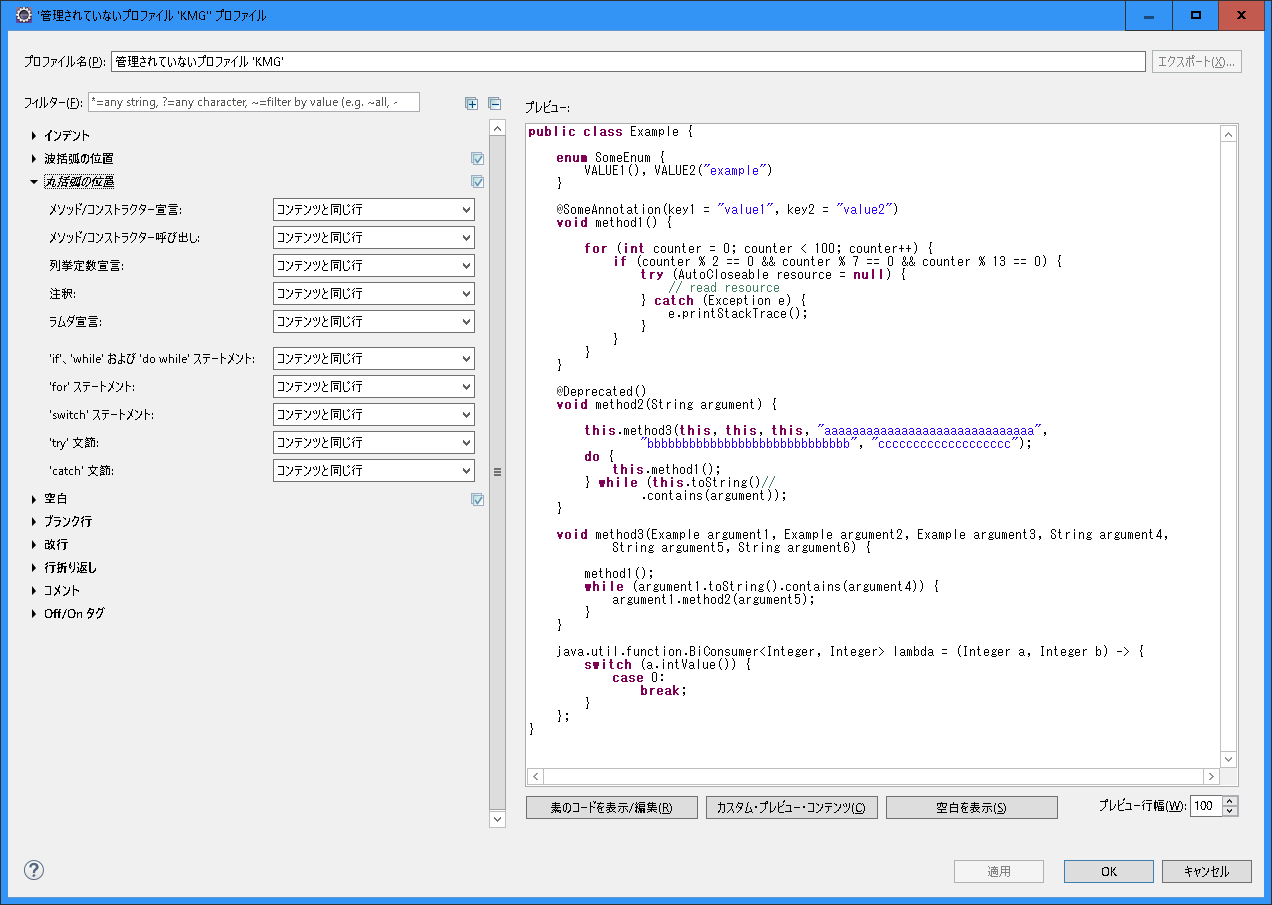 '管理されていないプロファイル 'KMG'' プロファイル
プロファイル名(P): 管理されていないプロファイル 'KMG' エクスポート(X)...
フィルター(F): *=any string, ?=any character, ~=filter by value (e.g. ~all, -
インデント
波括弧の位置
丸括弧の位置
メソッド/コンストラクター宣言: コンテンツと同じ行
メソッド/コンストラクター呼び出し: コンテンツと同じ行
列挙定数宣言: コンテンツと同じ行
注釈: コンテンツと同じ行
ラムダ宣言: コンテンツと同じ行
'if'、'while' および 'do while' ステートメント: コンテンツと同じ行
'for' ステートメント: コンテンツと同じ行
'switch' ステートメント: コンテンツと同じ行
'try' 文節: コンテンツと同じ行
'catch' 文節: コンテンツと同じ行
空白
ブランク行
改行
行折り返し
コメント
Off/On タグ
プレビュー:
public class Example {
enum SomeEnum {
VALUE1(), VALUE2("example")
}
@SomeAnnotation(key1 = "value1", key2 = "value2")
void method1() {
for (int counter = 0; counter < 100; counter++) {
if (counter % 2 == 0 && counter % 7 == 0 && counter % 13 == 0) {
try (AutoCloseable resource = null) {
// read resource
} catch (Exception e) {
e.printStackTrace();
}
}
}
}
@Deprecated()
void method2(String argument) {
this.method3(this, this, this, "aaaaaaaaaaaaaaaaaaaaaaaaaaaaaa",
"bbbbbbbbbbbbbbbbbbbbbbbbbbbbb", "ccccccccccccccccccc");
do {
this.method1();
} while (this.toString()//
.contains(argument));
}
void method3(Example argument1, Example argument2, Example argument3, String argument4,
String argument5, String argument6) {
method1();
while (argument1.toString().contains(argument4)) {
argument1.method2(argument5);
}
}
java.util.function.BiConsumer<Integer, Integer> lambda = (Integer a, Integer b) -> {
switch (a.intValue()) {
case 0:
break;
}
};
}
素のコードを表示/編集(R) カスタム・プレビュー・コンテンツ(C) 空白を表示(S) プレビュー行幅(W): 100
適用 OK キャンセル